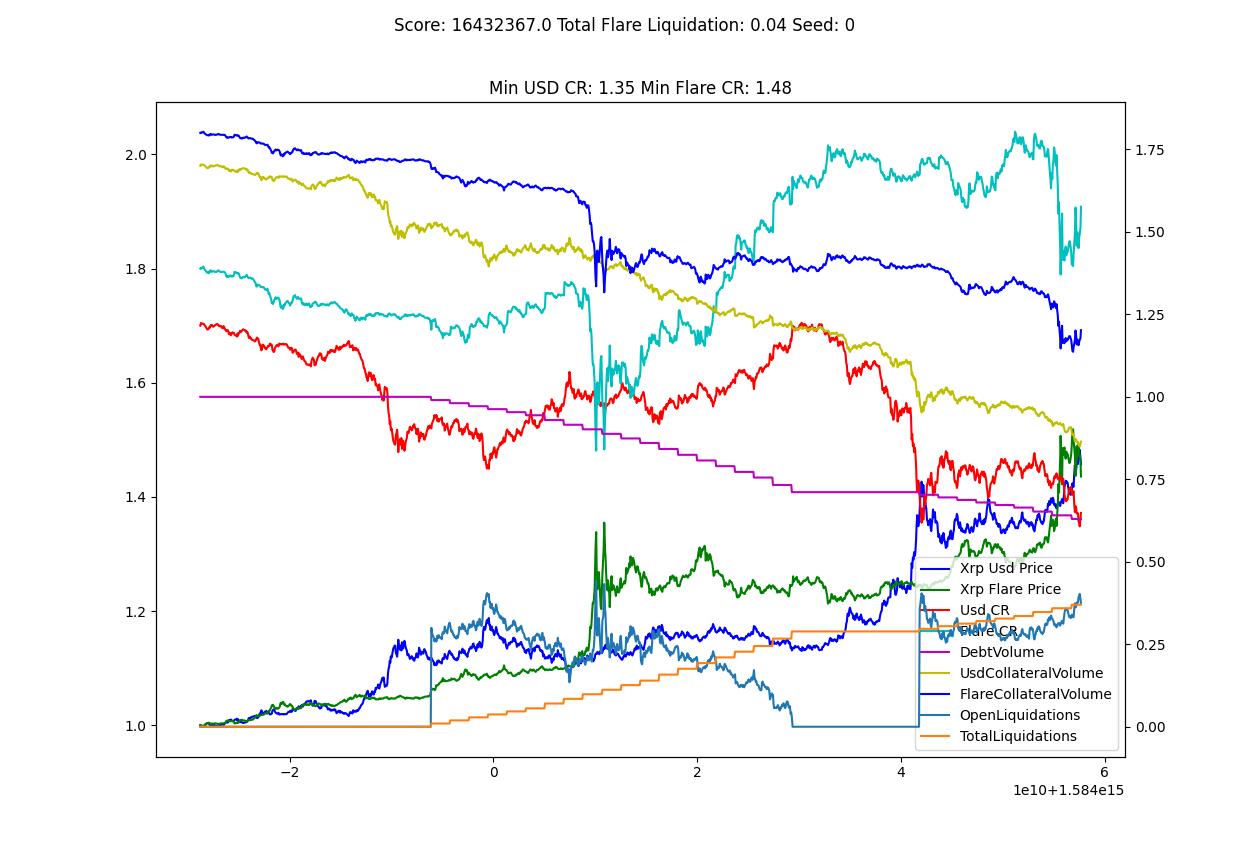 Score: 16432367.0 Total Flare Liquidation: 0.04 Seed: 0
Min USD CR: 1.35 Min Flare CR: 1.48
2.0
1.8
1.6
1.4
1.2
1.0
1.75
1.50
1.25
1.00
0.75
0.50
0.25
0.00
Xrp Usd Price
Xrp Flare Price
Usd CR
Flare CR
DebtVolume
UsdCollateralVolume
FlareCollateralVolume
OpenLiquidations
TotalLiquidations
−2
0
2
4
6
1e10+1.584e15